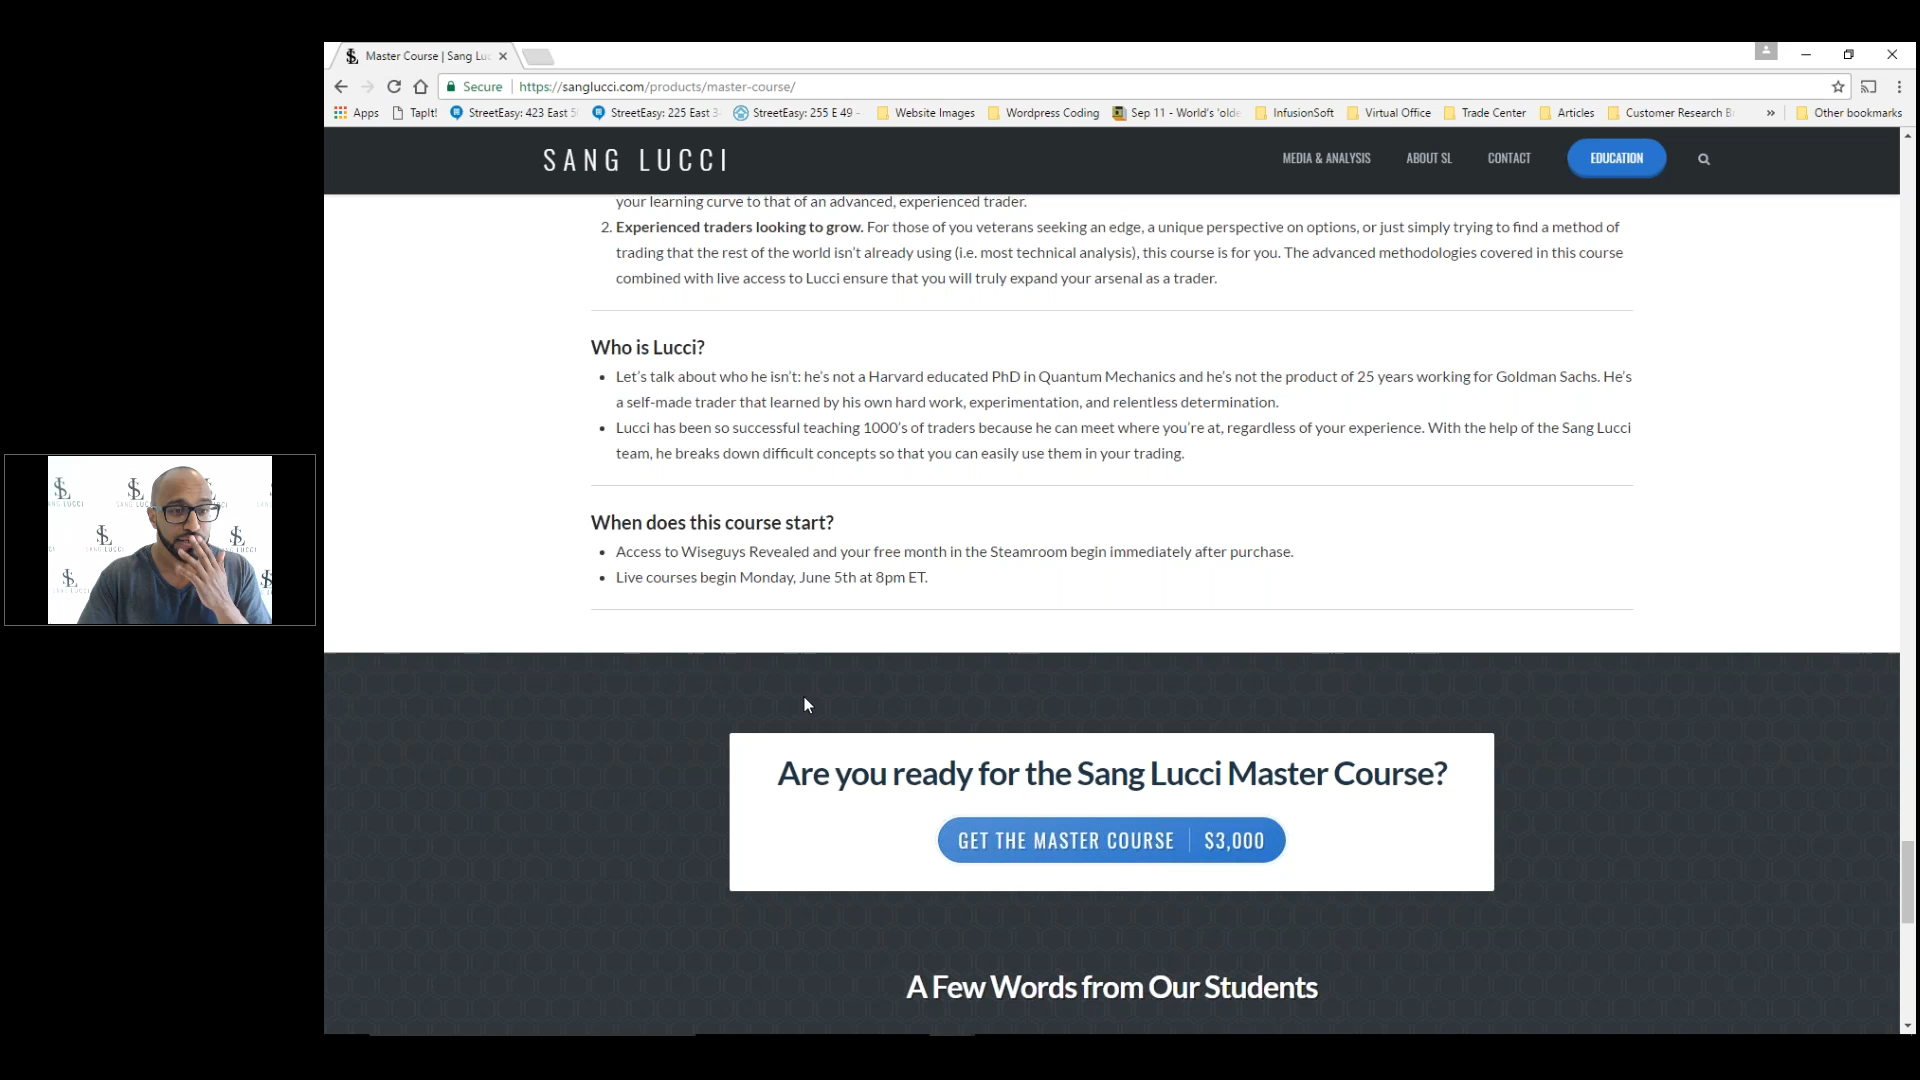 Master Course | Sang Luc
Secure
https://sanglucci.com/products/master-course/
Apps
TapIt!
StreetEasy: 423 East 5
StreetEasy: 225 East 3
StreetEasy: 255 E 49 -
Website Images
Wordpress Coding
Sep 11 - World's 'olde
InfusionSoft
Virtual Office
Trade Center
Articles
Customer Research B
»
Other bookmarks
SANG LUCCI
MEDIA & ANALYSIS
ABOUT SL
CONTACT
EDUCATION
your learning curve to that of an advanced, experienced trader.
2. Experienced traders looking to grow. For those of you veterans seeking an edge, a unique perspective on options, or just simply trying to find a method of
trading that the rest of the world isn't already using (i.e. most technical analysis), this course is for you. The advanced methodologies covered in this course
combined with live access to Lucci ensure that you will truly expand your arsenal as a trader.
Who is Lucci?
• Let's talk about who he isn't: he's not a Harvard educated PhD in Quantum Mechanics and he's not the product of 25 years working for Goldman Sachs. He's
a self-made trader that learned by his own hard work, experimentation, and relentless determination.
• Lucci has been so successful teaching 1000's of traders because he can meet where you're at, regardless of your experience. With the help of the Sang Lucci
team, he breaks down difficult concepts so that you can easily use them in your trading.
When does this course start?
• Access to Wiseguys Revealed and your free month in the Steamroom begin immediately after purchase.
• Live courses begin Monday, June 5th at 8pm ET.
Are you ready for the Sang Lucci Master Course?
GET THE MASTER COURSE | $3,000
A Few Words from Our Students